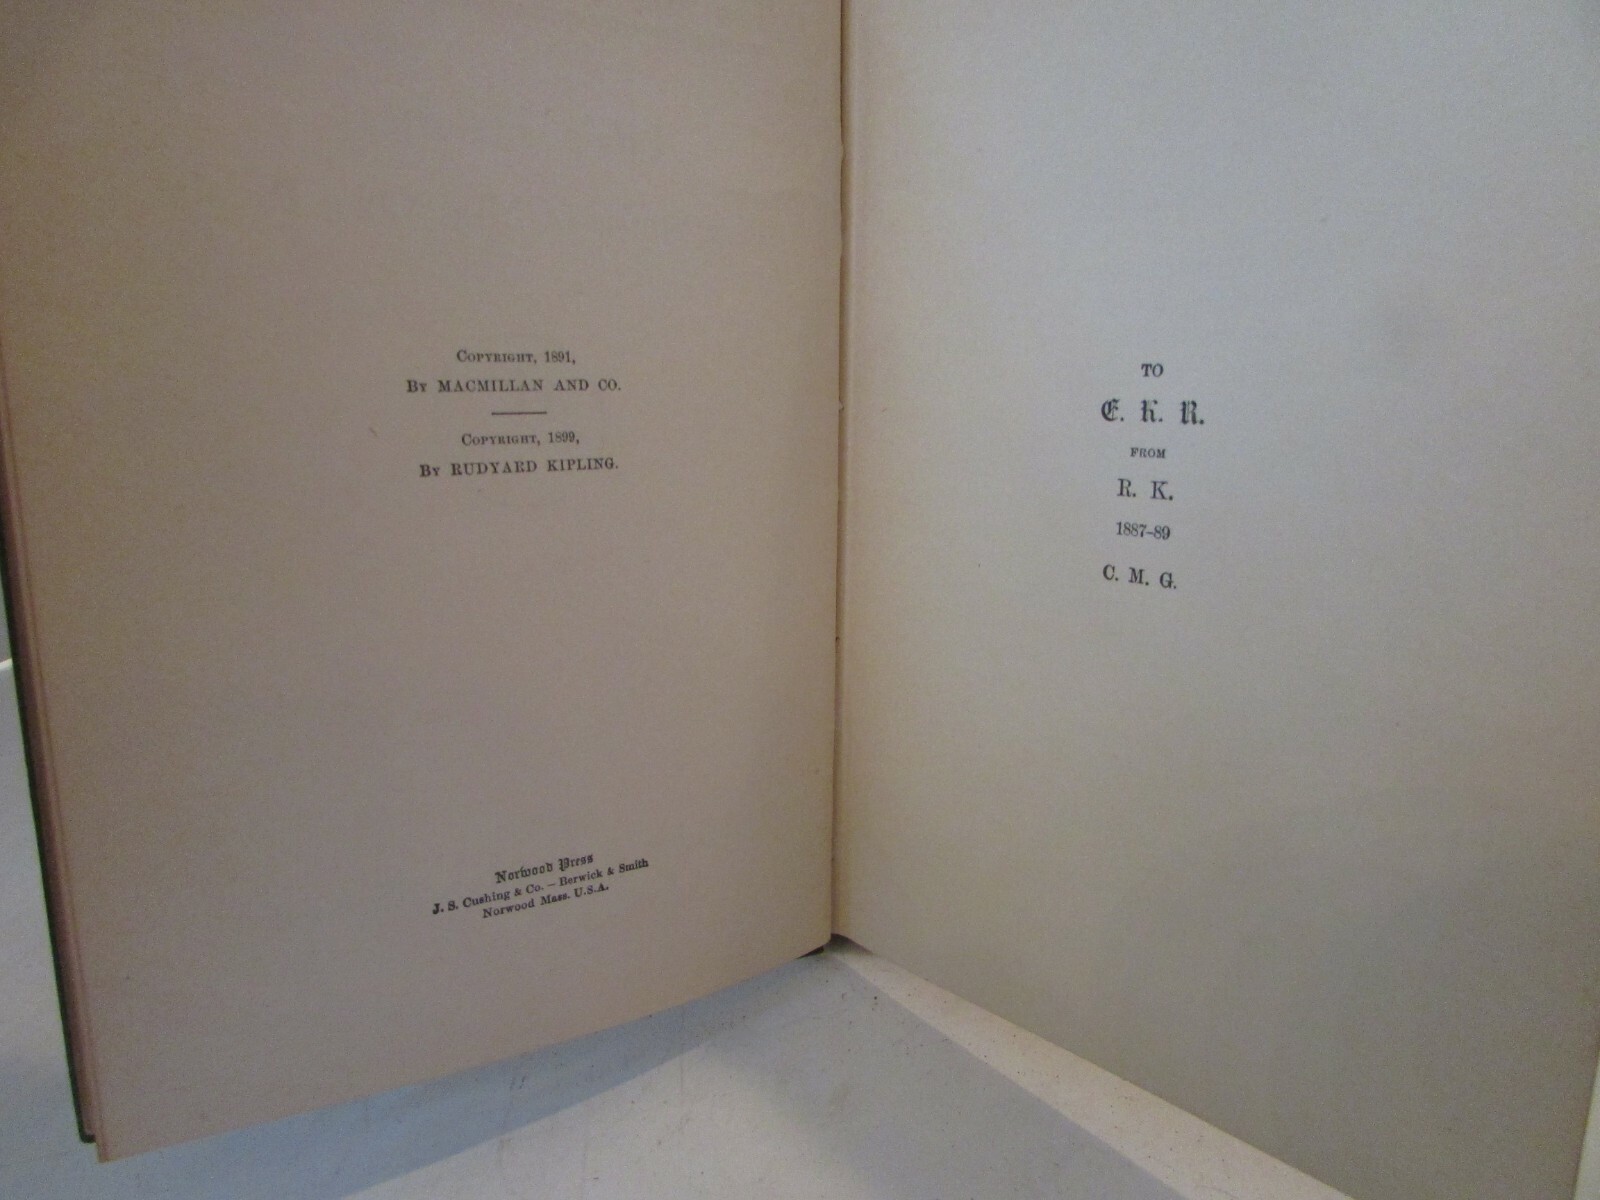 Copyright, 1891,
By MACMILLAN AND CO.
Copyright, 1899,
By RUDYARD KIPLING.
Norwood Press
J. S. Cushing & Co. – Berwick & Smith
Norwood Mass. U.S.A.
TO
E. K. R.
FROM
R. K.
1887–89
C. M. G.